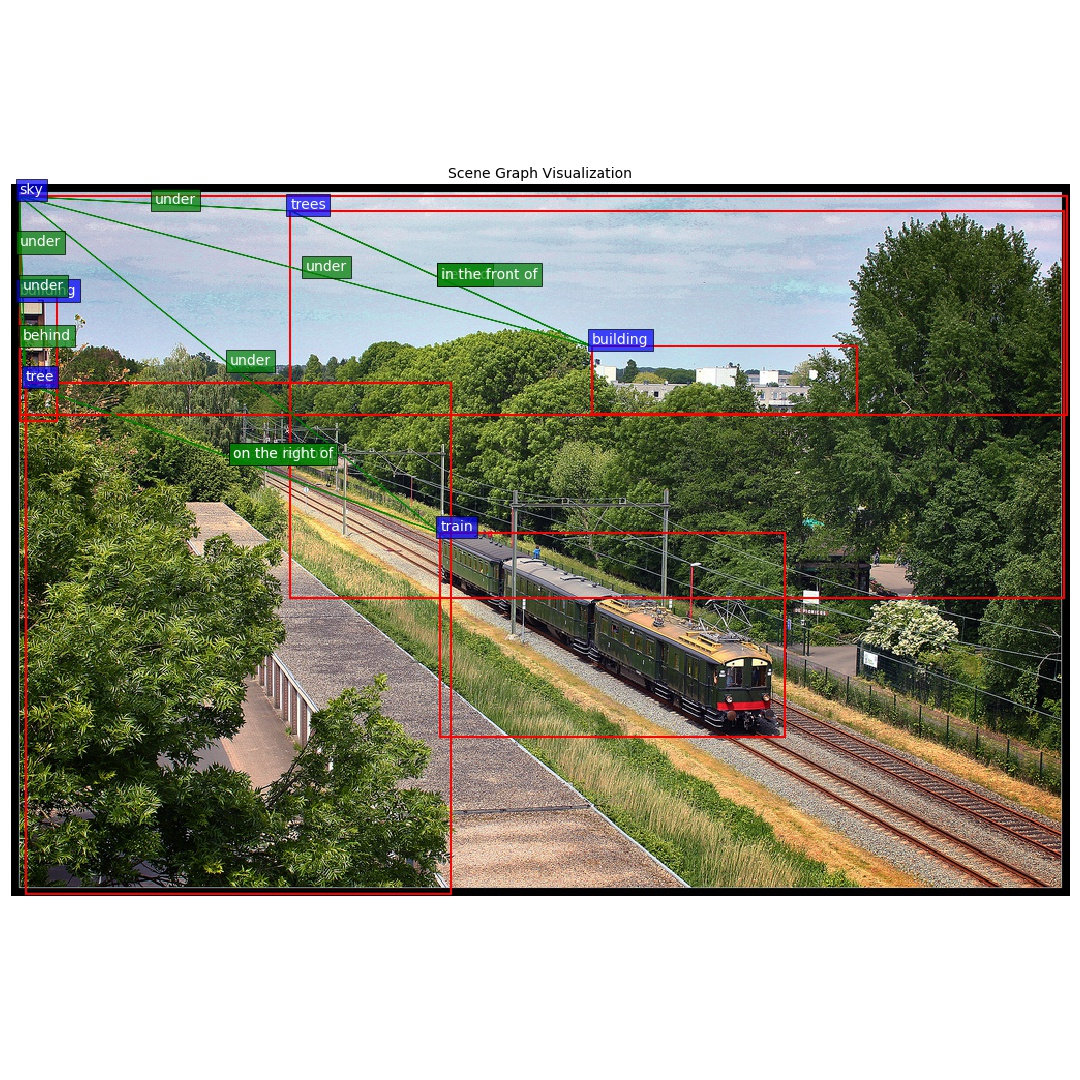 Scene Graph Visualization
sky
under
trees
under
under
in the front of
under
building
building
behind
under
tree
on the right of
train